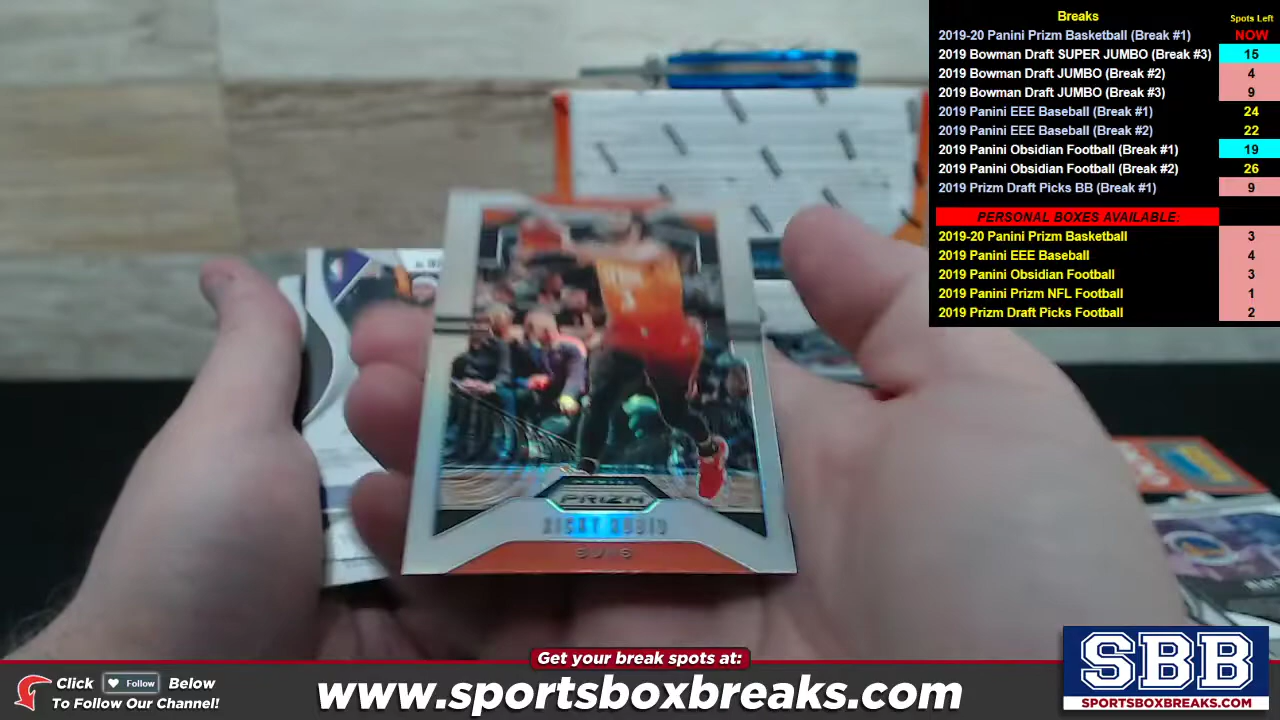 Breaks
Spots Left
2019-20 Panini Prizm Basketball (Break #1) NOW
2019 Bowman Draft SUPER JUMBO (Break #3) 15
2019 Bowman Draft JUMBO (Break #2) 4
2019 Bowman Draft JUMBO (Break #3) 9
2019 Panini EEE Baseball (Break #1) 24
2019 Panini EEE Baseball (Break #2) 22
2019 Panini Obsidian Football (Break #1) 19
2019 Panini Obsidian Football (Break #2) 26
2019 Prizm Draft Picks BB (Break #1) 9
PERSONAL BOXES AVAILABLE:
2019-20 Panini Prizm Basketball 3
2019 Panini EEE Baseball 4
2019 Panini Obsidian Football 3
2019 Panini Prizm NFL Football 1
2019 Prizm Draft Picks Football 2
PRIZM
RICKY RUBIO
SUNS
Get your break spots at:
Click Follow Below
To Follow Our Channel!
www.sportsboxbreaks.com
SBB
SPORTSBOXBREAKS.COM